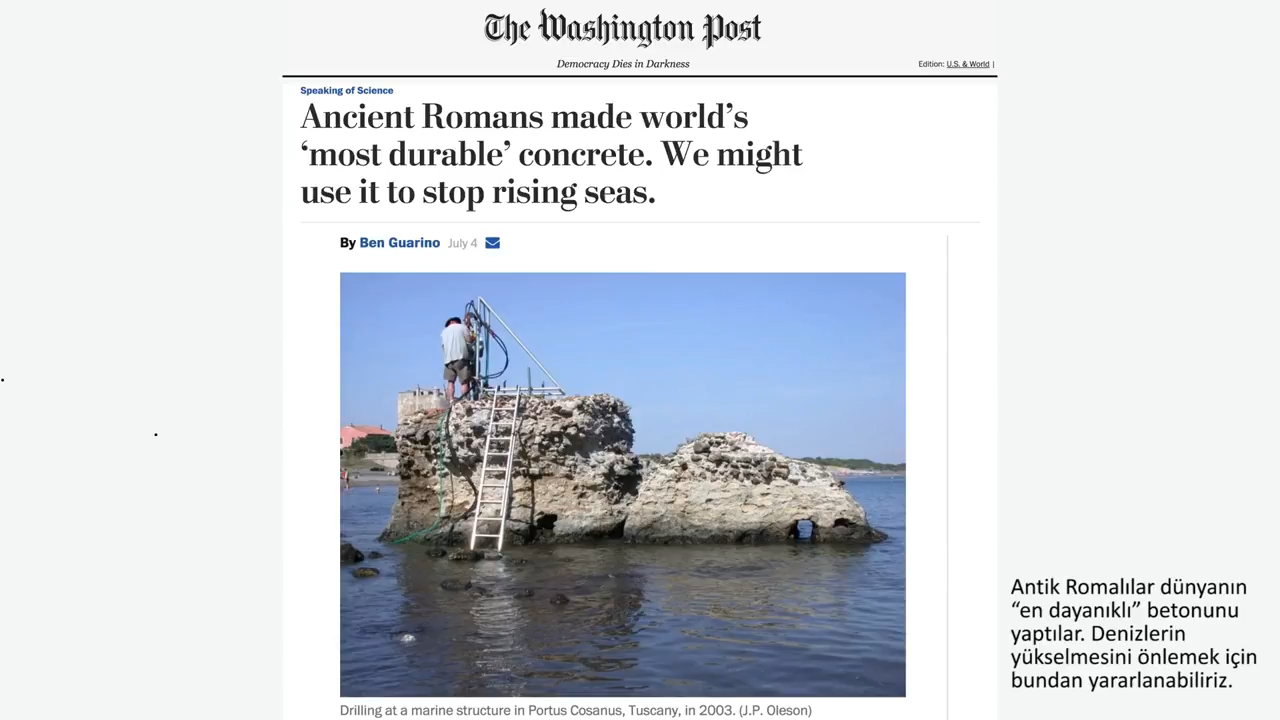 The Washington Post
Democracy Dies in Darkness
Edition: U.S. & World |
Speaking of Science
Ancient Romans made world’s
‘most durable’ concrete. We might
use it to stop rising seas.
By Ben Guarino July 4
Drilling at a marine structure in Portus Cosanus, Tuscany, in 2003. (J.P. Oleson)
Antik Romalılar dünyanın
“en dayanıklı” betonunu
yaptılar. Denizlerin
yükselmesini önlemek için
bundan yararlanabiliriz.